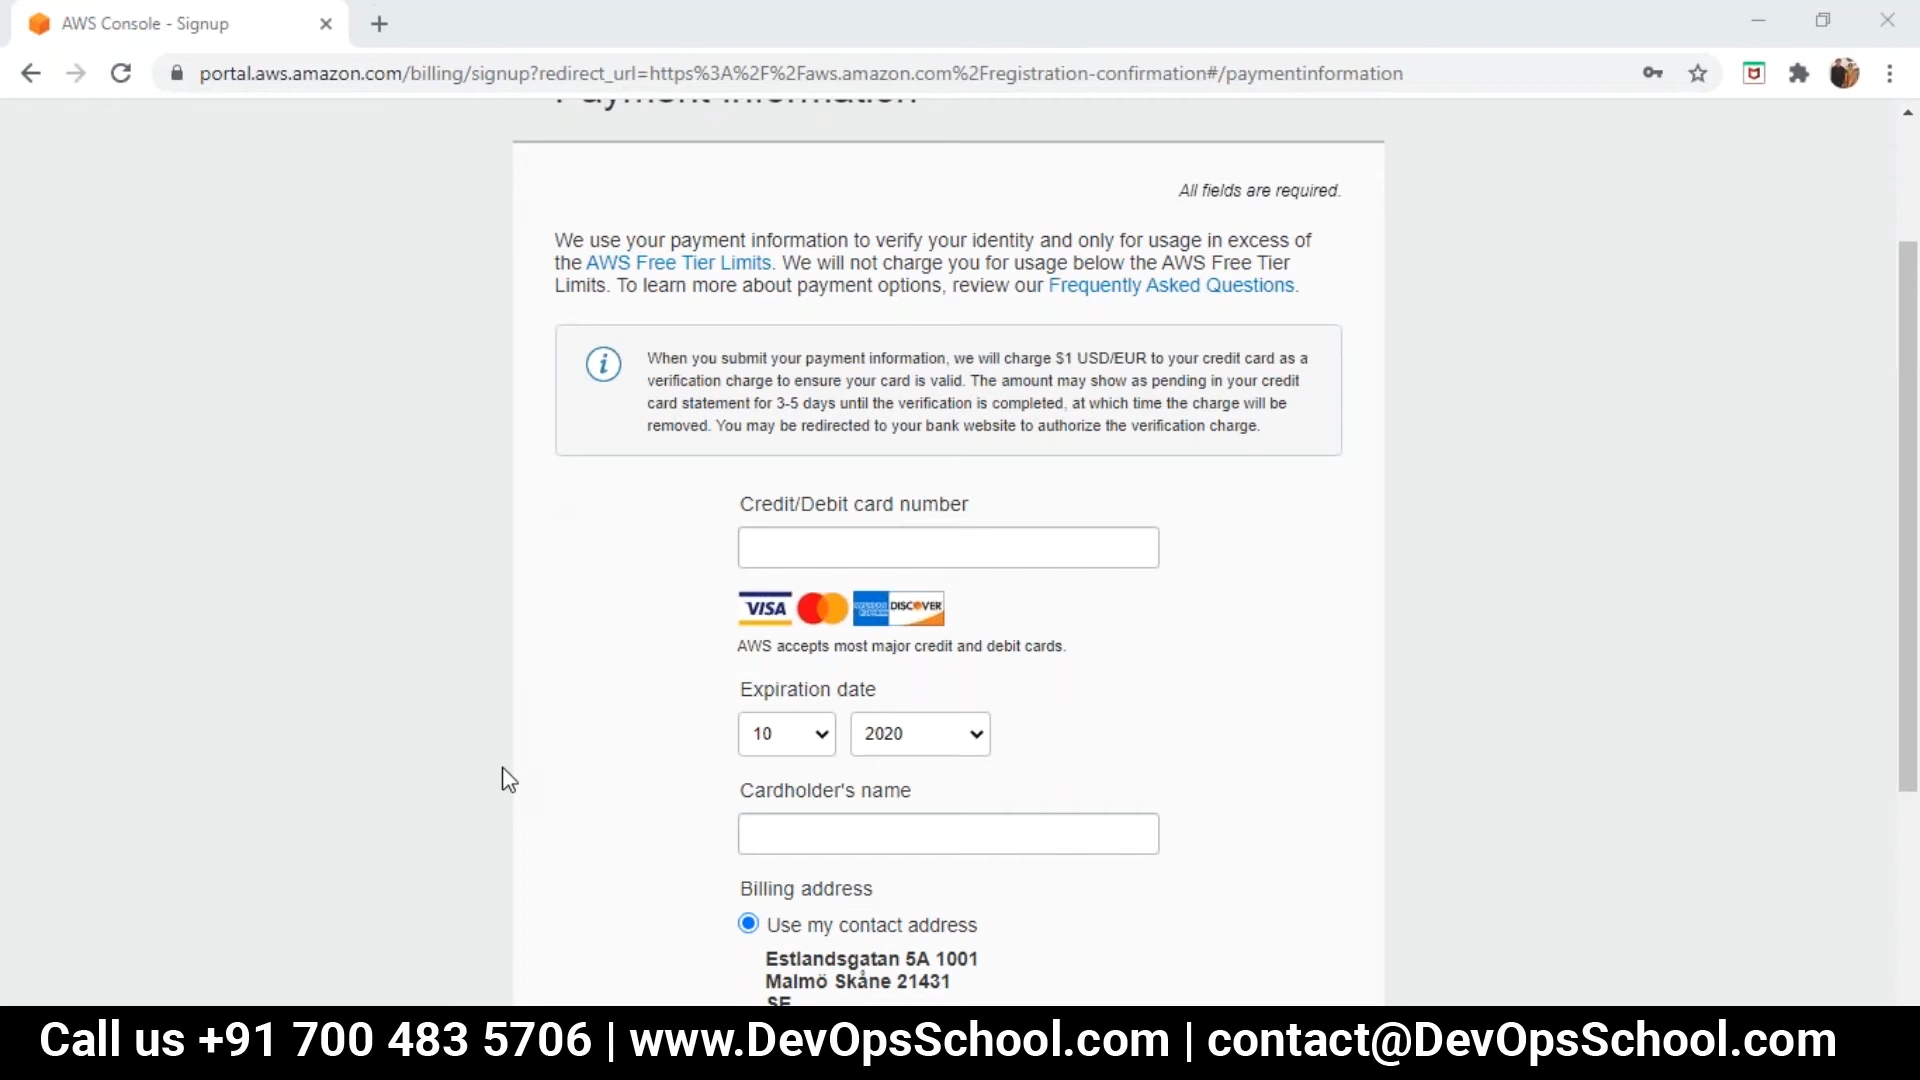 AWS Console - Signup
portal.aws.amazon.com/billing/signup?redirect_url=https%3A%2F%2Faws.amazon.com%2Fregistration-confirmation#/paymentinformation
Payment Information
All fields are required.
We use your payment information to verify your identity and only for usage in excess of
the AWS Free Tier Limits. We will not charge you for usage below the AWS Free Tier
Limits. To learn more about payment options, review our Frequently Asked Questions.
When you submit your payment information, we will charge $1 USD/EUR to your credit card as a
verification charge to ensure your card is valid. The amount may show as pending in your credit
card statement for 3-5 days until the verification is completed, at which time the charge will be
removed. You may be redirected to your bank website to authorize the verification charge.
Credit/Debit card number
VISA AMERICAN EXPRESS DISCOVER
AWS accepts most major credit and debit cards.
Expiration date
10 2020
Cardholder's name
Billing address
Use my contact address
Estlandsgatan 5A 1001
Malmö Skåne 21431
SE
Call us +91 700 483 5706 | www.DevOpsSchool.com | contact@DevOpsSchool.com